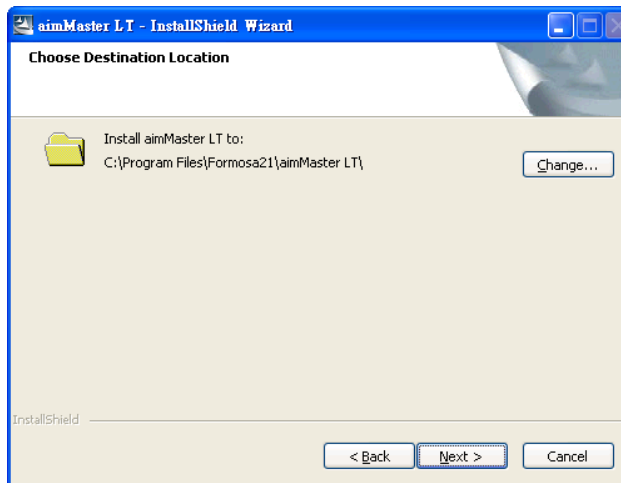 aimMaster LT - InstallShield Wizard
Choose Destination Location
Install aimMaster LT to:
C:\Program Files\Formosa21\aimMaster LT\
Change...
InstallShield
< Back
Next >
Cancel